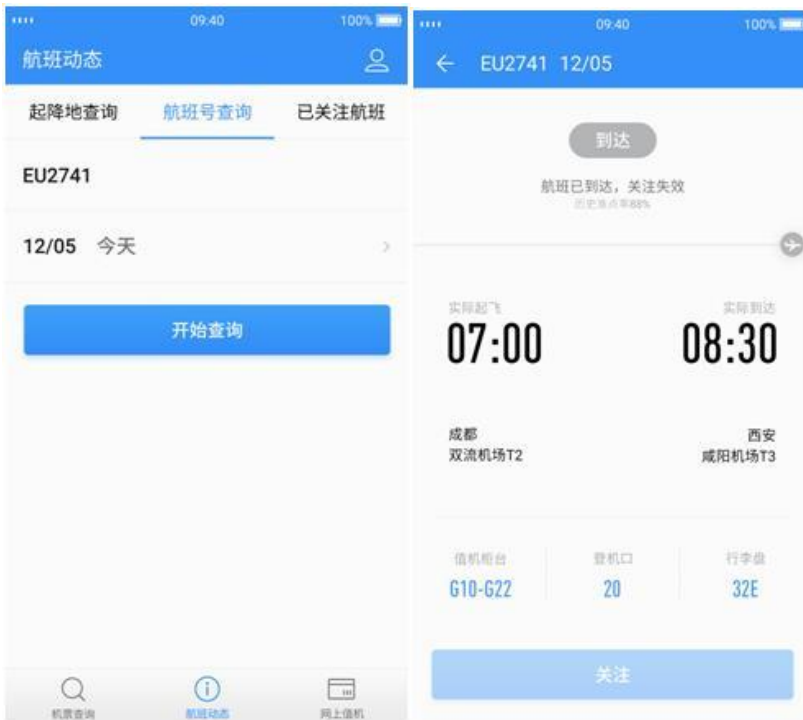 09:40
100%
航班动态
起降地查询 航班号查询 已关注航班
EU2741
12/05 今天
开始查询
机票查询 航班动态 网上值机
09:40
100%
EU2741 12/05
到达
航班已到达，关注失效
历史准点率88%
实际起飞 实际到达
07:00 08:30
成都 西安
双流机场T2 咸阳机场T3
值机柜台 登机口 行李盘
G10-G22 20 32E
关注